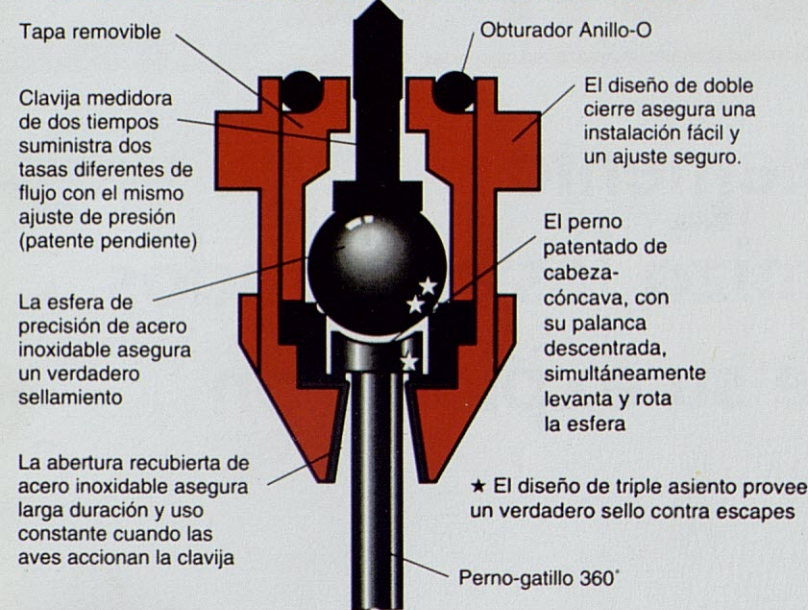 Tapa removible
Obturador Anillo-O
Clavija medidora
de dos tiempos
suministra dos
tasas diferentes de
flujo con el mismo
ajuste de presión
(patente pendiente)
El diseño de doble
cierre asegura una
instalación fácil y
un ajuste seguro.
El perno
patentado de
cabeza-
cóncava, con
su palanca
descentrada,
simultáneamente
levanta y rota
la esfera
La esfera de
precisión de acero
inoxidable asegura
un verdadero
sellamiento
La abertura recubierta de
acero inoxidable asegura
larga duración y uso
constante cuando las
aves accionan la clavija
★ El diseño de triple asiento provee
un verdadero sello contra escapes
Perno-gatillo 360°